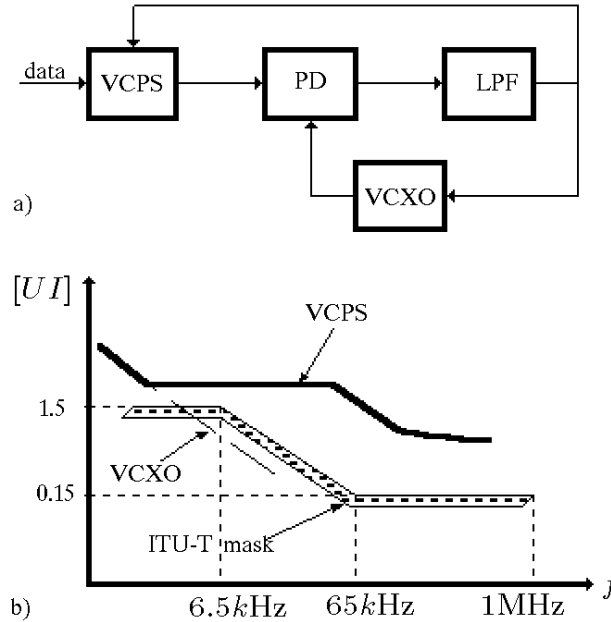 data
VCPS
PD
LPF
VCXO
a)
[UI]
VCPS
1.5
VCXO
0.15
ITU-T mask
b)
6.5kHz
65kHz
1MHz
f